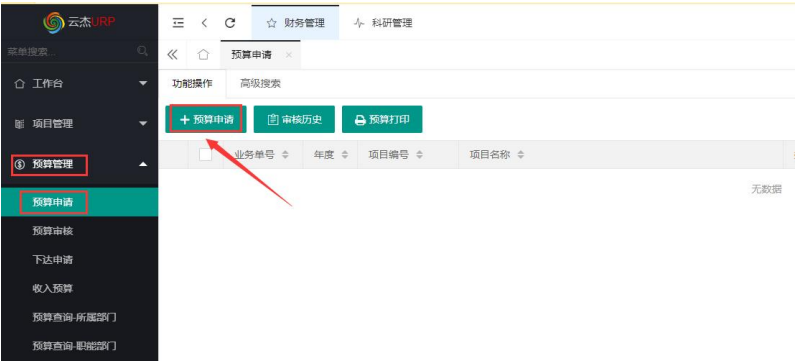 云杰URP
财务管理
科研管理
菜单搜索...
预算申请 ×
工作台
功能操作
高级搜索
+ 预算申请
审核历史
预算打印
项目管理
业务单号
年度
项目编号
项目名称
预算管理
无数据
预算申请
预算审核
下达申请
收入预算
预算查询-所属部门
预算查询-职能部门